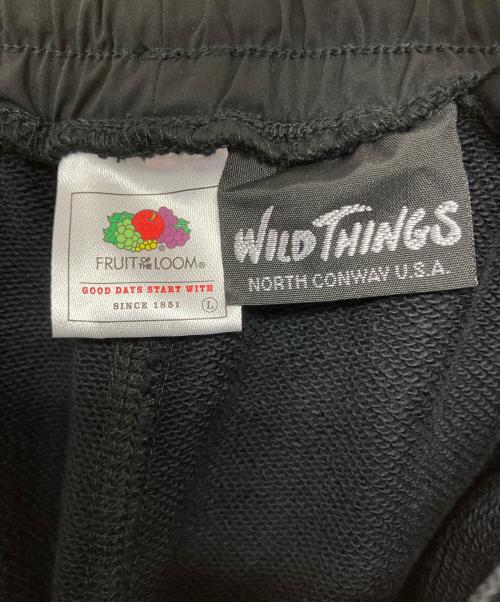 FRUIT OF THE LOOM®
GOOD DAYS START WITH
SINCE 1851 Ⓛ
WILD THINGS
NORTH CONWAY U.S.A.